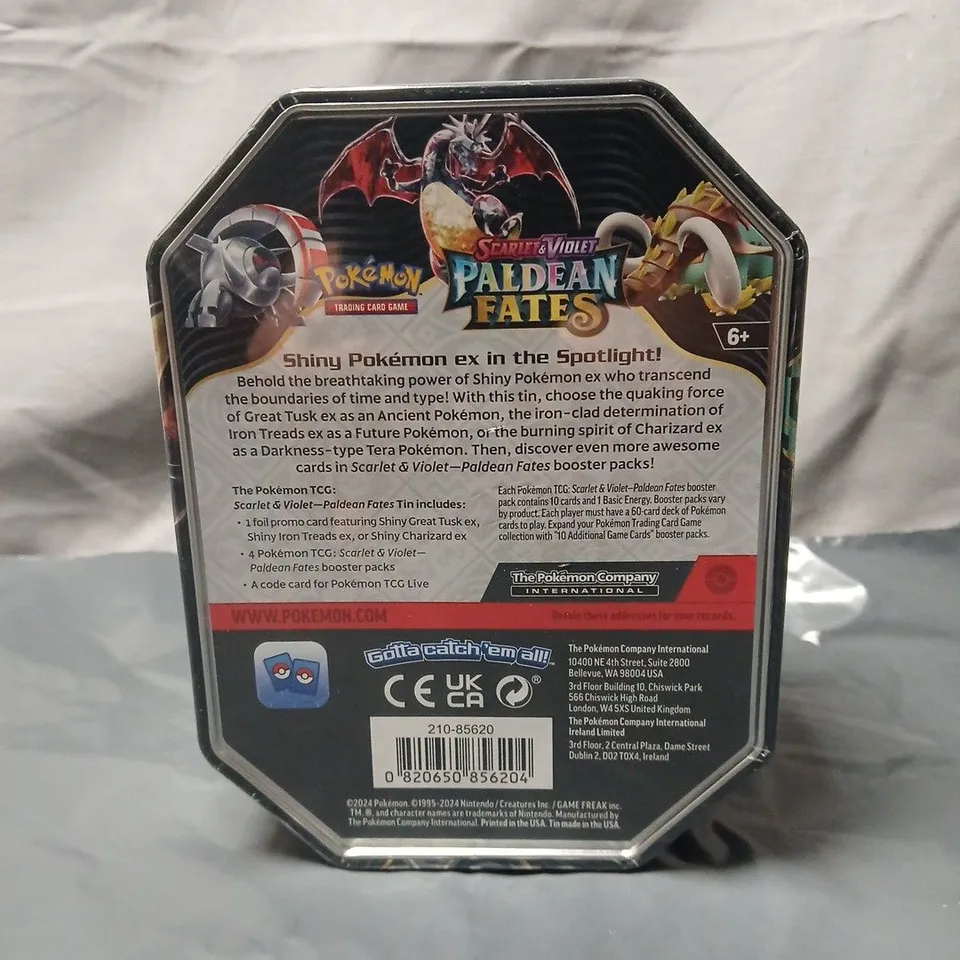 Pokémon
TRADING CARD GAME
SCARLET & VIOLET
PALDEAN
FATES
6+
Shiny Pokémon ex in the Spotlight!
Behold the breathtaking power of Shiny Pokémon ex who transcend
the boundaries of time and type! With this tin, choose the quaking force
of Great Tusk ex as an Ancient Pokémon, the iron-clad determination of
Iron Treads ex as a Future Pokémon, or the burning spirit of Charizard ex
as a Darkness-type Tera Pokémon. Then, discover even more awesome
cards in Scarlet & Violet—Paldean Fates booster packs!
The Pokémon TCG:
Scarlet & Violet—Paldean Fates Tin includes:
• 1 foil promo card featuring Shiny Great Tusk ex,
Shiny Iron Treads ex, or Shiny Charizard ex
• 4 Pokémon TCG: Scarlet & Violet—
Paldean Fates booster packs
• A code card for Pokémon TCG Live
Each Pokémon TCG: Scarlet & Violet—Paldean Fates booster
pack contains 10 cards and 1 Basic Energy. Booster packs vary
by product. Each player must have a 60-card deck of Pokémon
cards to play. Expand your Pokémon Trading Card Game
collection with "10 Additional Game Cards" booster packs.
The Pokémon Company
INTERNATIONAL
WWW.POKEMON.COM
Retain these addresses for your records.
Gotta catch 'em all!™
CE UK
CA ®
The Pokémon Company International
10400 NE 4th Street, Suite 2800
Bellevue, WA 98004 USA
3rd Floor Building 10, Chiswick Park
566 Chiswick High Road
London, W4 5XS United Kingdom
The Pokémon Company International
Ireland Limited
3rd Floor, 2 Central Plaza, Dame Street
Dublin 2, D02 T0X4, Ireland
210-85620
0 820650 856204
©2024 Pokémon. ©1995-2024 Nintendo / Creatures Inc. / GAME FREAK inc.
TM, ®, and character names are trademarks of Nintendo. Manufactured by
The Pokémon Company International. Printed in the USA. Tin made in the USA.